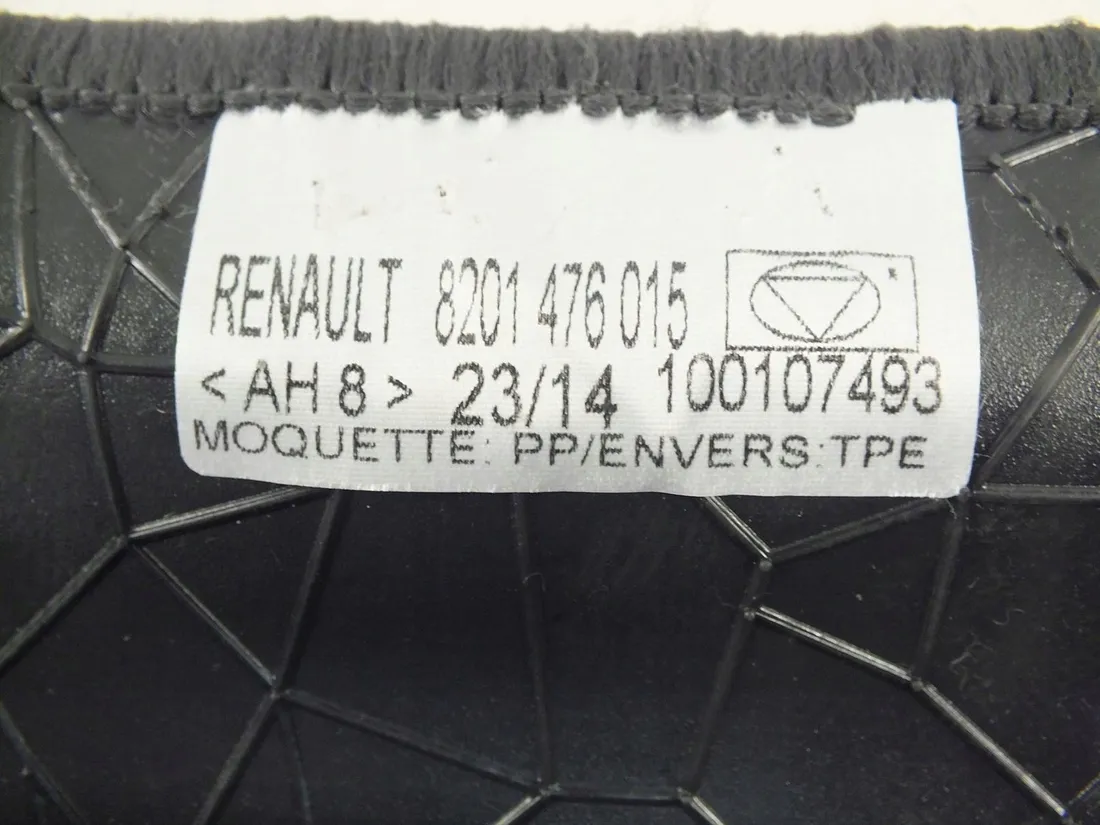 RENAULT 8201 476 015
< AH 8 > 23/14 100107493
MOQUETTE: PP/ENVERS:TPE